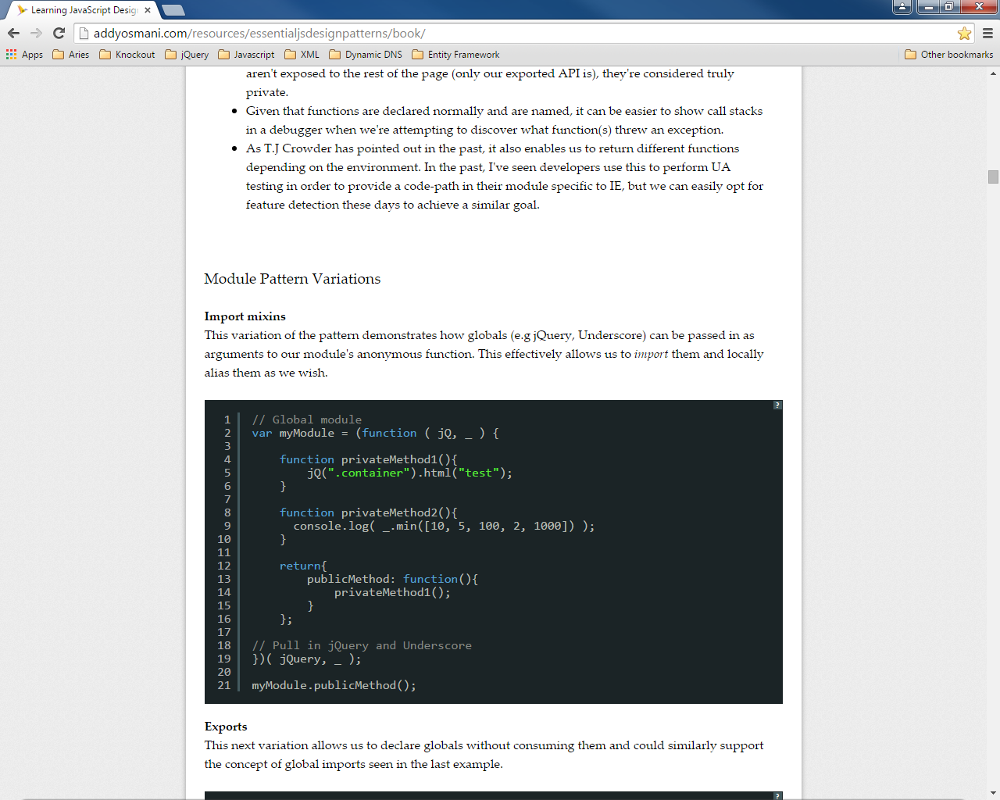 Learning JavaScript Desig
addyosmani.com/resources/essentialjsdesignpatterns/book/
Apps Aries Knockout jQuery Javascript XML Dynamic DNS Entity Framework Other bookmarks
aren't exposed to the rest of the page (only our exported API is), they're considered truly
private.
Given that functions are declared normally and are named, it can be easier to show call stacks
in a debugger when we're attempting to discover what function(s) threw an exception.
As T.J Crowder has pointed out in the past, it also enables us to return different functions
depending on the environment. In the past, I've seen developers use this to perform UA
testing in order to provide a code-path in their module specific to IE, but we can easily opt for
feature detection these days to achieve a similar goal.
Module Pattern Variations
Import mixins
This variation of the pattern demonstrates how globals (e.g jQuery, Underscore) can be passed in as
arguments to our module's anonymous function. This effectively allows us to import them and locally
alias them as we wish.
?
1 // Global module
2 var myModule = (function ( jQ, _ ) {
3
4 function privateMethod1(){
5 jQ(".container").html("test");
6 }
7
8 function privateMethod2(){
9 console.log( _.min([10, 5, 100, 2, 1000]) );
10 }
11
12 return{
13 publicMethod: function(){
14 privateMethod1();
15 }
16 };
17
18 // Pull in jQuery and Underscore
19 })( jQuery, _ );
20
21 myModule.publicMethod();
Exports
This next variation allows us to declare globals without consuming them and could similarly support
the concept of global imports seen in the last example.
?